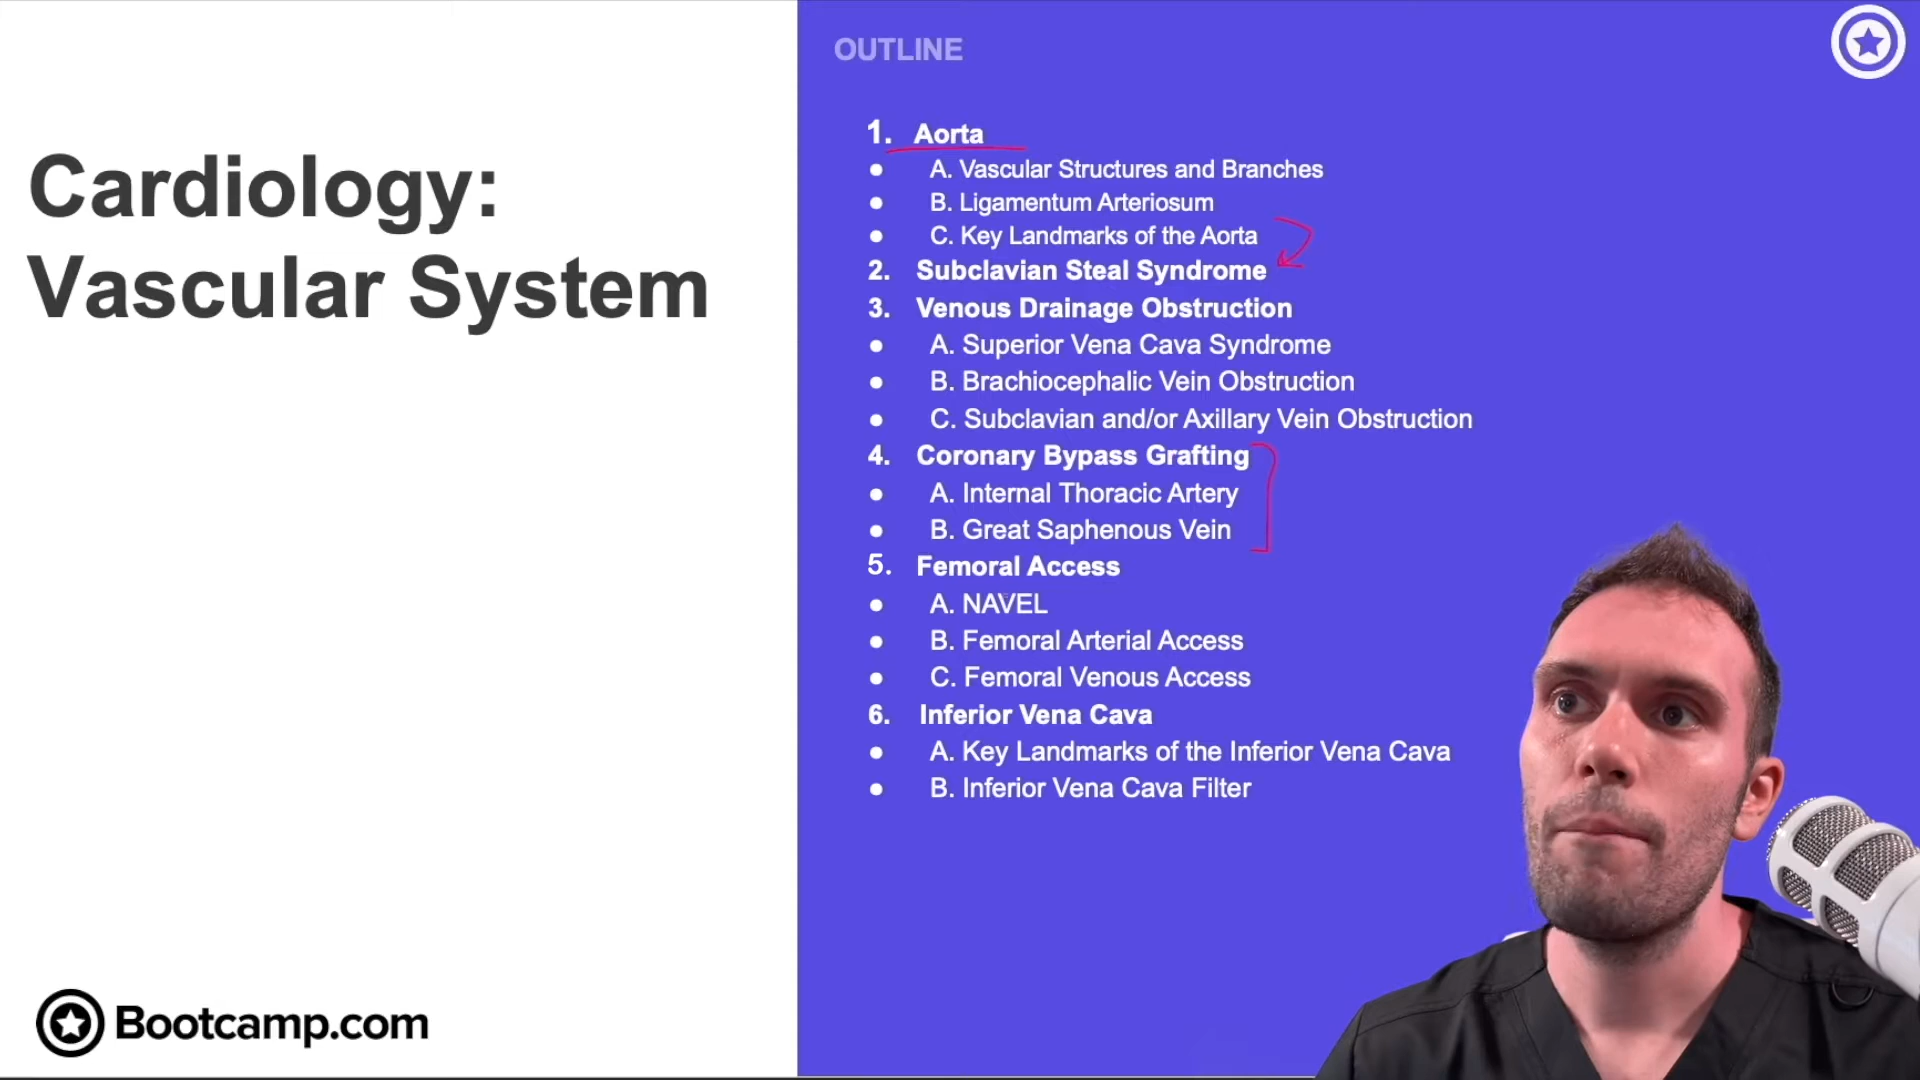 Cardiology:
Vascular System
Bootcamp.com
OUTLINE
1. Aorta
● A. Vascular Structures and Branches
● B. Ligamentum Arteriosum
● C. Key Landmarks of the Aorta
2. Subclavian Steal Syndrome
3. Venous Drainage Obstruction
● A. Superior Vena Cava Syndrome
● B. Brachiocephalic Vein Obstruction
● C. Subclavian and/or Axillary Vein Obstruction
4. Coronary Bypass Grafting
● A. Internal Thoracic Artery
● B. Great Saphenous Vein
5. Femoral Access
● A. NAVEL
● B. Femoral Arterial Access
● C. Femoral Venous Access
6. Inferior Vena Cava
● A. Key Landmarks of the Inferior Vena Cava
● B. Inferior Vena Cava Filter